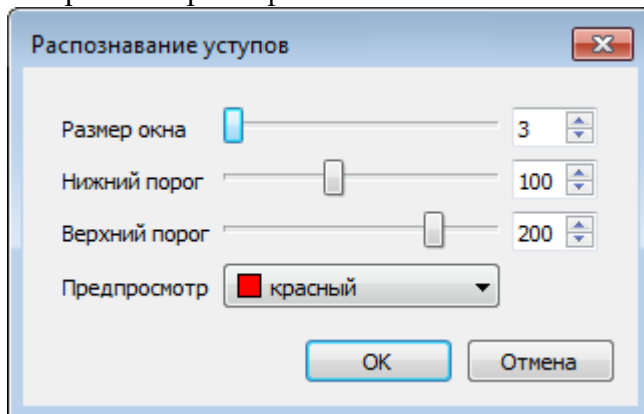 Распознавание уступов
Размер окна 3
Нижний порог 100
Верхний порог 200
Предпросмотр красный
OK Отмена